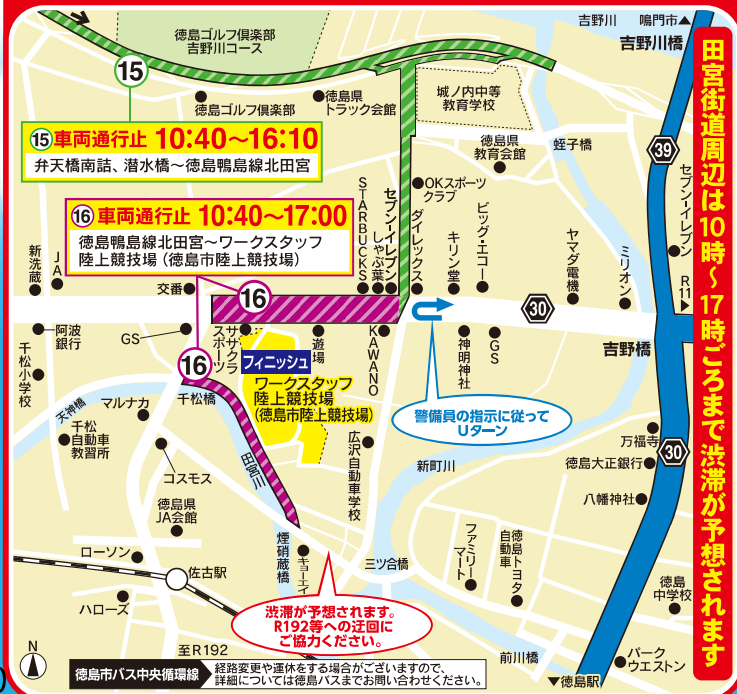 吉野川
鳴門市▲
吉野川橋
徳島ゴルフ倶楽部
吉野川コース
15
徳島ゴルフ倶楽部
徳島県
トラック会館
城ノ内中等
教育学校
徳島県
教育会館
蛭子橋
39
⑮車両通行止 10:40〜16:10
弁天橋南詰、潜水橋〜徳島鴨島線北田宮
⑯車両通行止 10:40〜17:00
徳島鴨島線北田宮〜ワークスタッフ
陸上競技場(徳島市陸上競技場)
田宮街道周辺は10時〜17時ごろまで渋滞が予想されます
OKスポーツ
クラブ
STARBUCKS
しゃぶ葉
セブン-イレブン
ダイレックス
キリン堂
ビッグ・エコー
ヤマダ電機
ミリオン
セブン-イレブン
R11▶
新洗蔵
JA
交番
16
30
阿波
銀行
GS
ササクラ
スポーツ
遊場
KAWANO
神明神社
GS
吉野橋
千松小学校
16
フィニッシュ
ワークスタッフ
陸上競技場
(徳島市陸上競技場)
警備員の指示に従って
Uターン
天神橋
マルナカ
千松橋
千松
自動車
教習所
コスモス
田宮川
広沢自動車学校
新町川
万福寺
徳島大正銀行
30
八幡神社
徳島県
JA会館
ローソン
佐古駅
ハローズ
煙硝蔵橋
キョーエイ
三ツ合橋
ファミリー
マート
徳島トヨタ
自動車
徳島
中学校
渋滞が予想されます。
R192等への迂回に
ご協力ください。
前川橋
パーク
ウエストン
至R192
▼徳島駅
N
徳島市バス中央循環線
経路変更や運休をする場合がございますので、
詳細については徳島バスまでお問い合わせください。